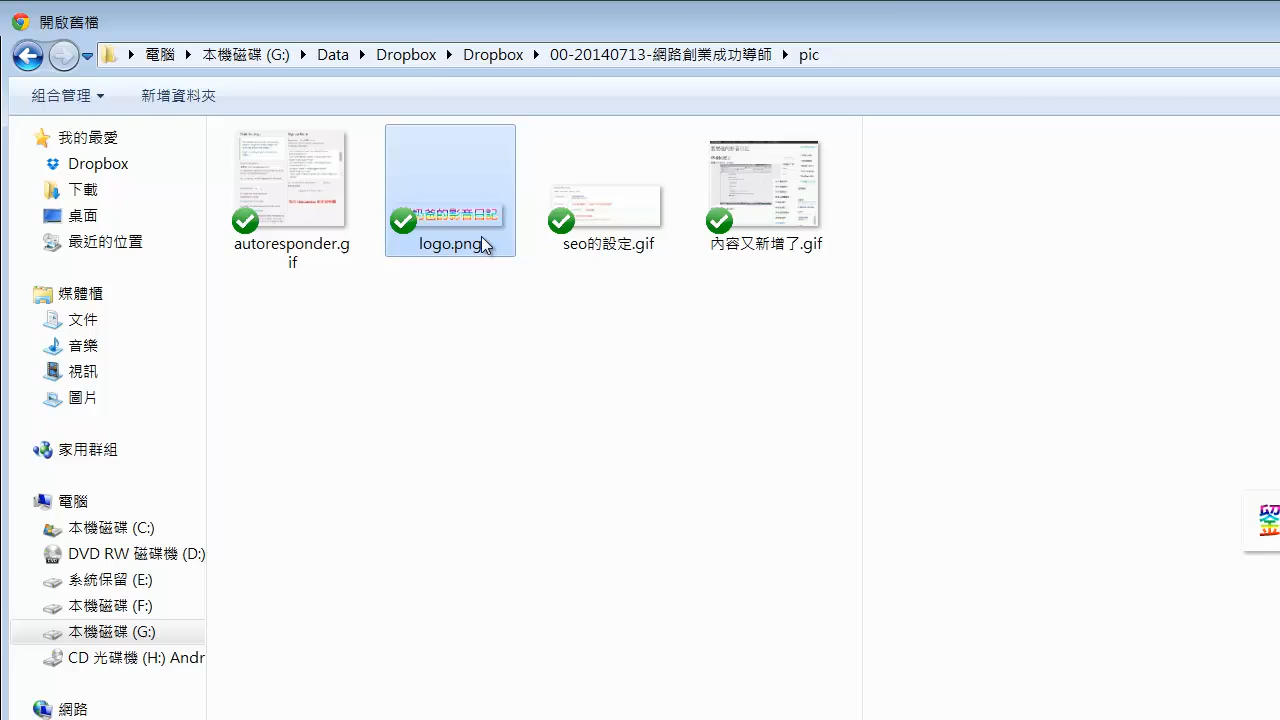 開啟舊檔
電腦 本機磁碟 (G:) Data Dropbox Dropbox 00-20140713-網路創業成功導師 pic
組合管理 新增資料夾
我的最愛
Dropbox
下載
桌面
最近的位置
媒體櫃
文件
音樂
視訊
圖片
家用群組
電腦
本機磁碟 (C:)
DVD RW 磁碟機 (D:)
系統保留 (E:)
本機磁碟 (F:)
本機磁碟 (G:)
CD 光碟機 (H:) Andr
網路
autoresponder.g
if
的影音日記
logo.png
seo的設定.gif
內容又新增了.gif